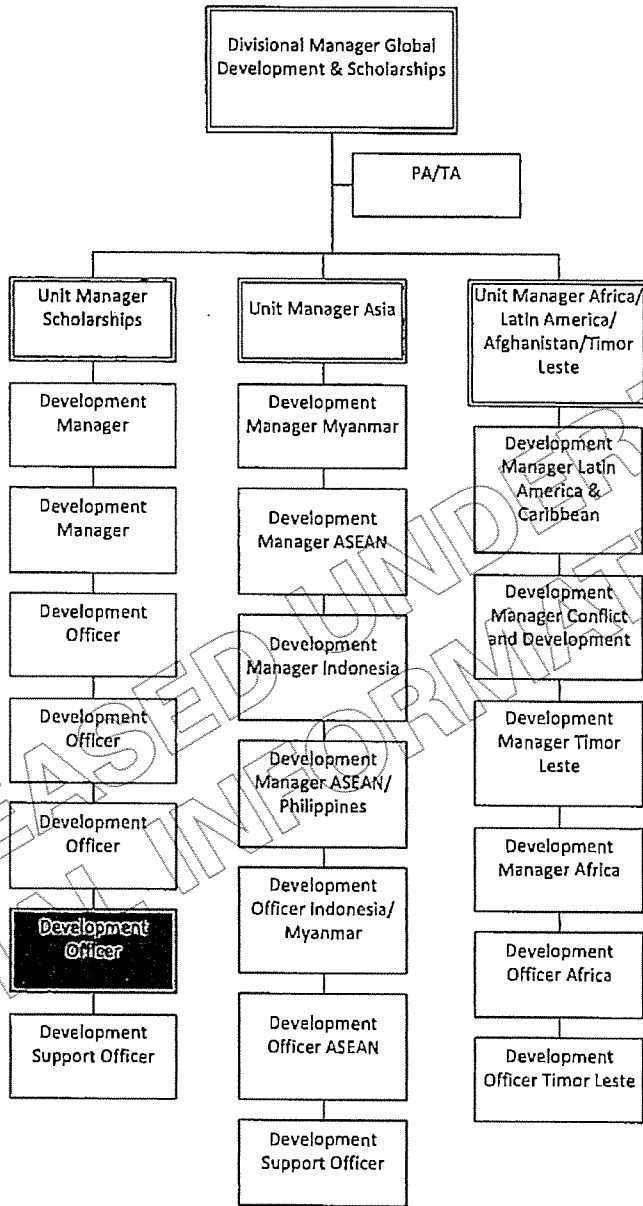 Divisional Manager Global
Development & Scholarships
PA/TA
Unit Manager
Scholarships
Development
Manager
Development
Manager
Development
Officer
Development
Officer
Development
Officer
Development
Officer
Development
Support Officer
Unit Manager Asia
Development
Manager Myanmar
Development
Manager ASEAN
Development
Manager Indonesia
Development
Manager ASEAN/
Philippines
Development
Officer Indonesia/
Myanmar
Development
Officer ASEAN
Development
Support Officer
Unit Manager Africa/
Latin America/
Afghanistan/Timor
Leste
Development
Manager Latin
America &
Caribbean
Development
Manager Conflict
and Development
Development
Manager Timor
Leste
Development
Manager Africa
Development
Officer Africa
Development
Officer Timor Leste
UNDER